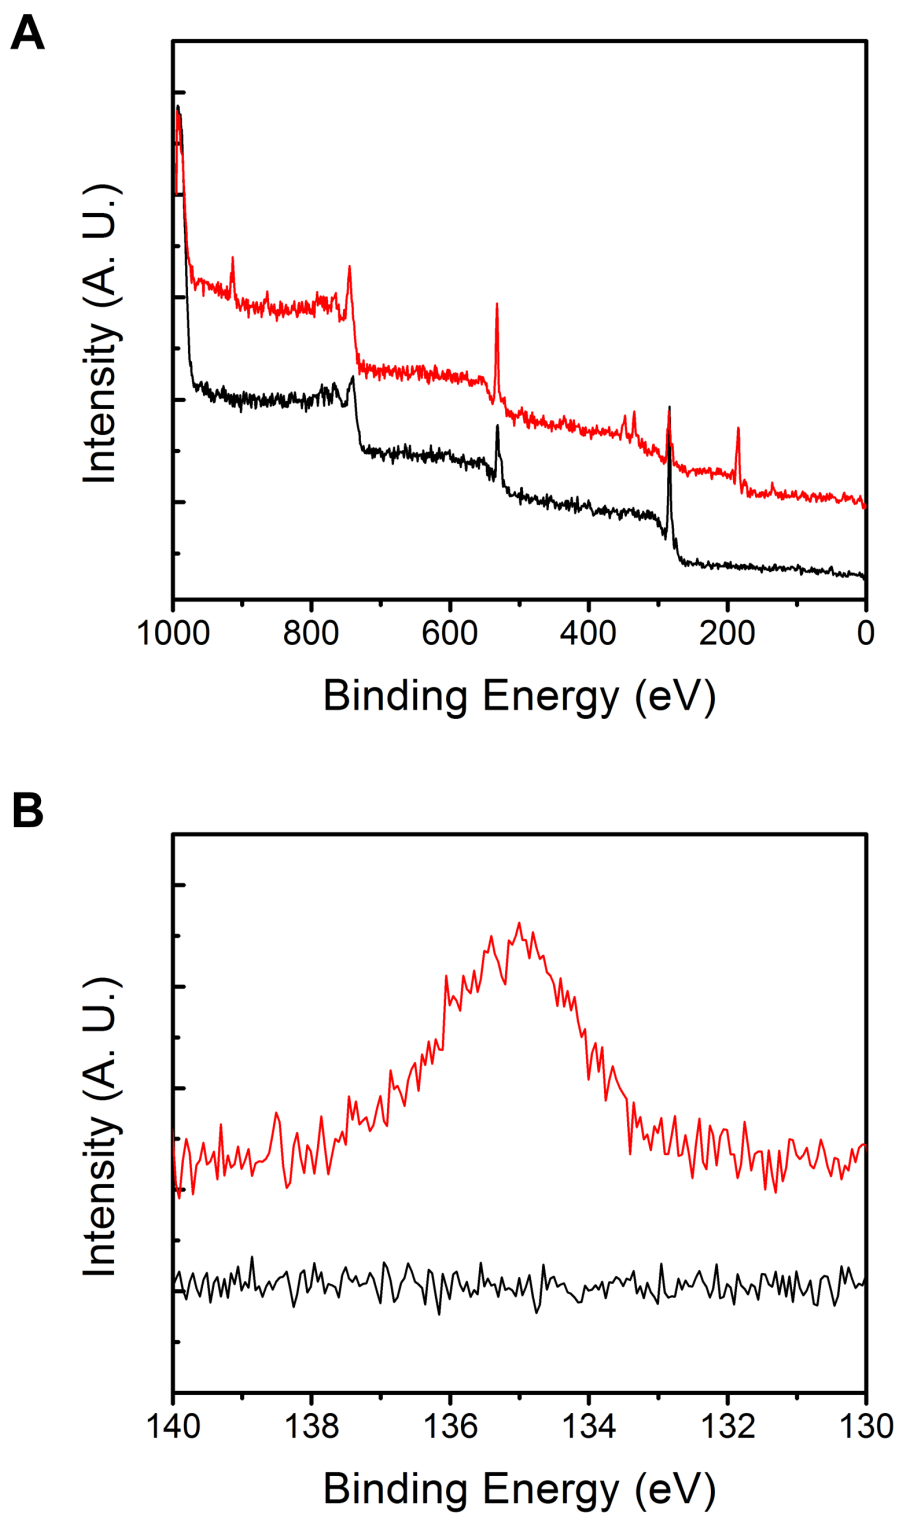 A
Intensity (A. U.)
1000 800 600 400 200 0
Binding Energy (eV)
B
Intensity (A. U.)
140 138 136 134 132 130
Binding Energy (eV)